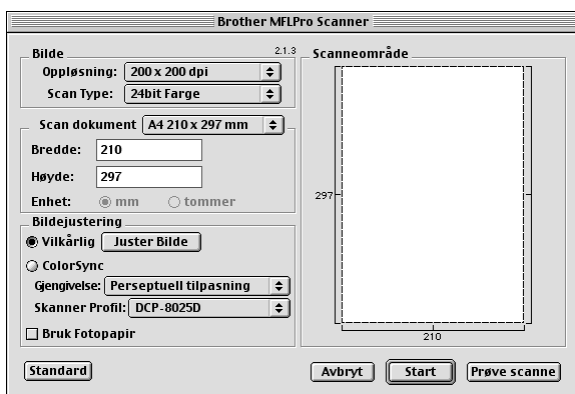 Brother MFLPro Scanner
Bilde 2.1.3
Oppløsning: 200 x 200 dpi
Scan Type: 24bit Farge
Scan dokument A4 210 x 297 mm
Bredde: 210
Høyde: 297
Enhet: mm tommer
Bildejustering
Vilkårlig Juster Bilde
ColorSync
Gjengivelse: Perseptuell tilpasning
Skanner Profil: DCP-8025D
Bruk Fotopapir
Scanneområde
297
210
Standard Avbryt Start Prøve scanne